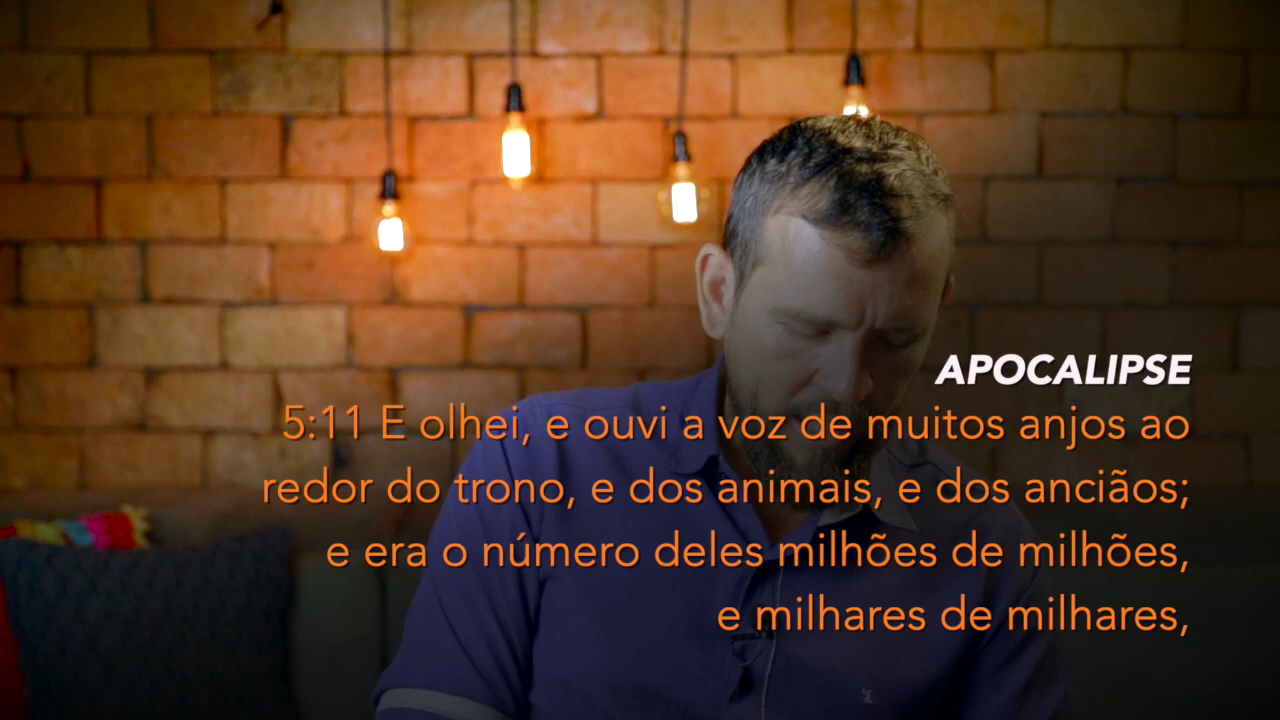 APOCALIPSE
5:11 E olhei, e ouvi a voz de muitos anjos ao
redor do trono, e dos animais, e dos anciãos;
e era o número deles milhões de milhões,
e milhares de milhares,